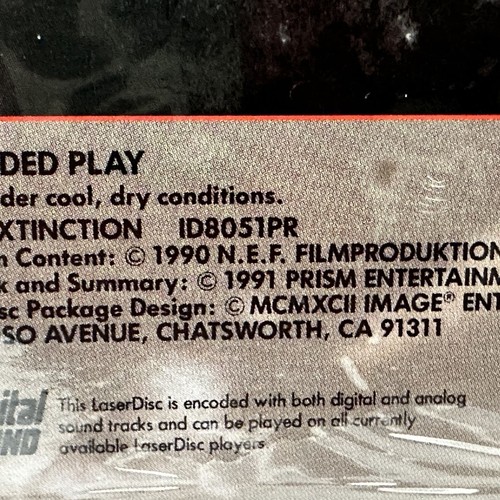 DED PLAY
der cool, dry conditions.
XTINCTION ID8051PR
n Content: © 1990 N.E.F. FILMPRODUKTION
k and Summary: © 1991 PRISM ENTERTAINM
sc Package Design: © MCMXCII IMAGE® ENT
SO AVENUE, CHATSWORTH, CA 91311
ital
ND
This LaserDisc is encoded with both digital and analog
sound tracks and can be played on all currently
available LaserDisc players.